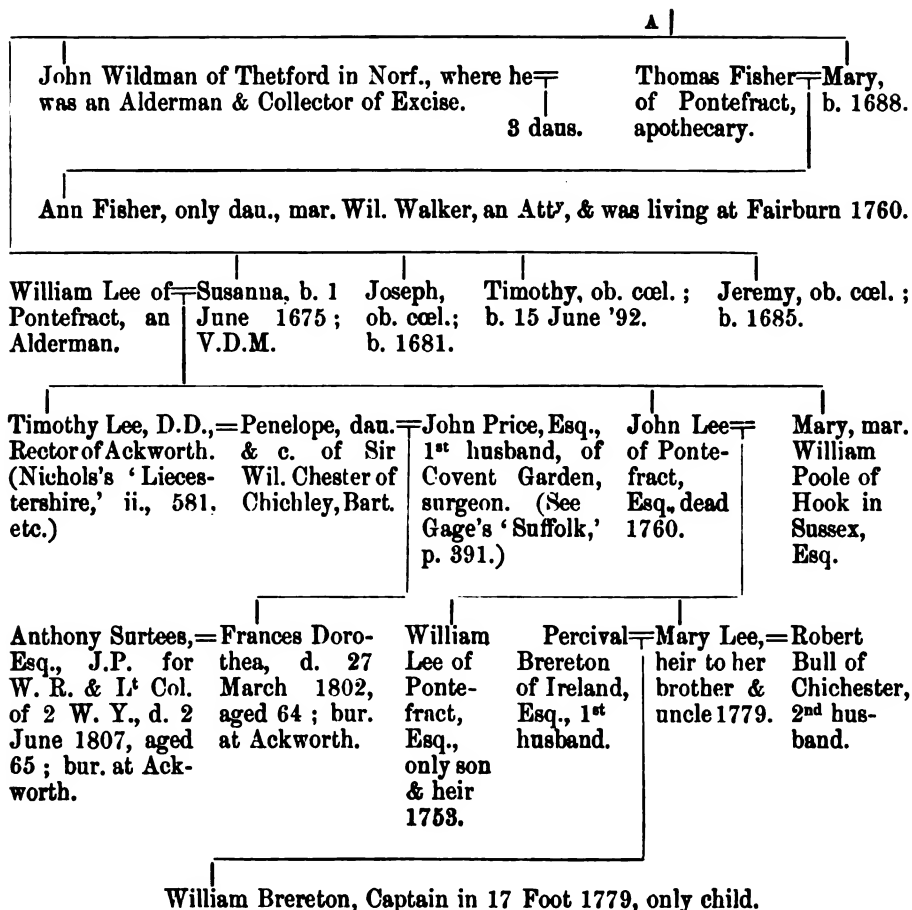 A
John Wildman of Thetford in Norf., where he
was an Alderman & Collector of Excise.
3 daus.
Thomas Fisher
of Pontefract,
apothecary.
Mary,
b. 1688.
Ann Fisher, only dau., mar. Wil. Walker, an Attʸ, & was living at Fairburn 1760.
William Lee of
Pontefract, an
Alderman.
Susanna, b. 1
June 1675 ;
V.D.M.
Joseph,
ob. cœl.;
b. 1681.
Timothy, ob. cœl. ;
b. 15 June '92.
Jeremy, ob. cœl. ;
b. 1685.
Timothy Lee, D.D.,
Rector of Ackworth.
(Nichols's ‘ Lieces-
tershire,’ ii., 581,
etc.)
Penelope, dau.
& c. of Sir
Wil. Chester of
Chichley, Bart.
John Price, Esq.,
1ˢᵗ husband, of
Covent Garden,
surgeon. (See
Gage's ‘ Suffolk,’
p. 391.)
John Lee
of Ponte-
fract,
Esq., dead
1760.
Mary, mar.
William
Poole of
Hook in
Sussex,
Esq.
Anthony Surtees,
Esq., J.P. for
W. R. & Lᵗ Col.
of 2 W. Y., d. 2
June 1807, aged
65 ; bur. at Ack-
worth.
Frances Doro-
thea, d. 27
March 1802,
aged 64 ; bur.
at Ackworth.
William
Lee of
Ponte-
fract,
Esq.,
only son
& heir
1753.
Percival
Brereton
of Ireland,
Esq., 1ˢᵗ
husband.
Mary Lee,
heir to her
brother &
uncle 1779.
Robert
Bull of
Chichester,
2ⁿᵈ hus-
band.
William Brereton, Captain in 17 Foot 1779, only child.